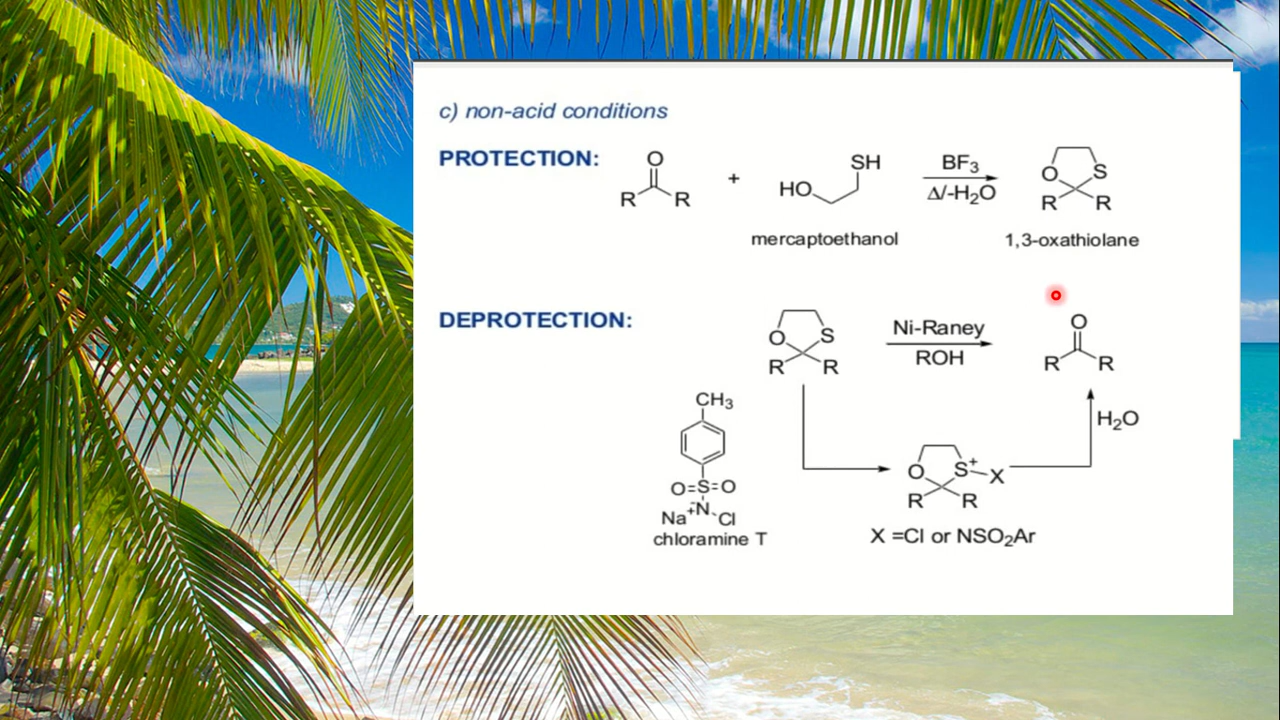 c) non-acid conditions
PROTECTION:
O
R R
+
HO SH
mercaptoethanol
BF3
Δ/-H2O
O S
R R
1,3-oxathiolane
DEPROTECTION:
O S
R R
Ni-Raney
ROH
O
R R
CH3
O=S=O
Na+ -N Cl
chloramine T
O S+ X
R R
X =Cl or NSO2Ar
H2O